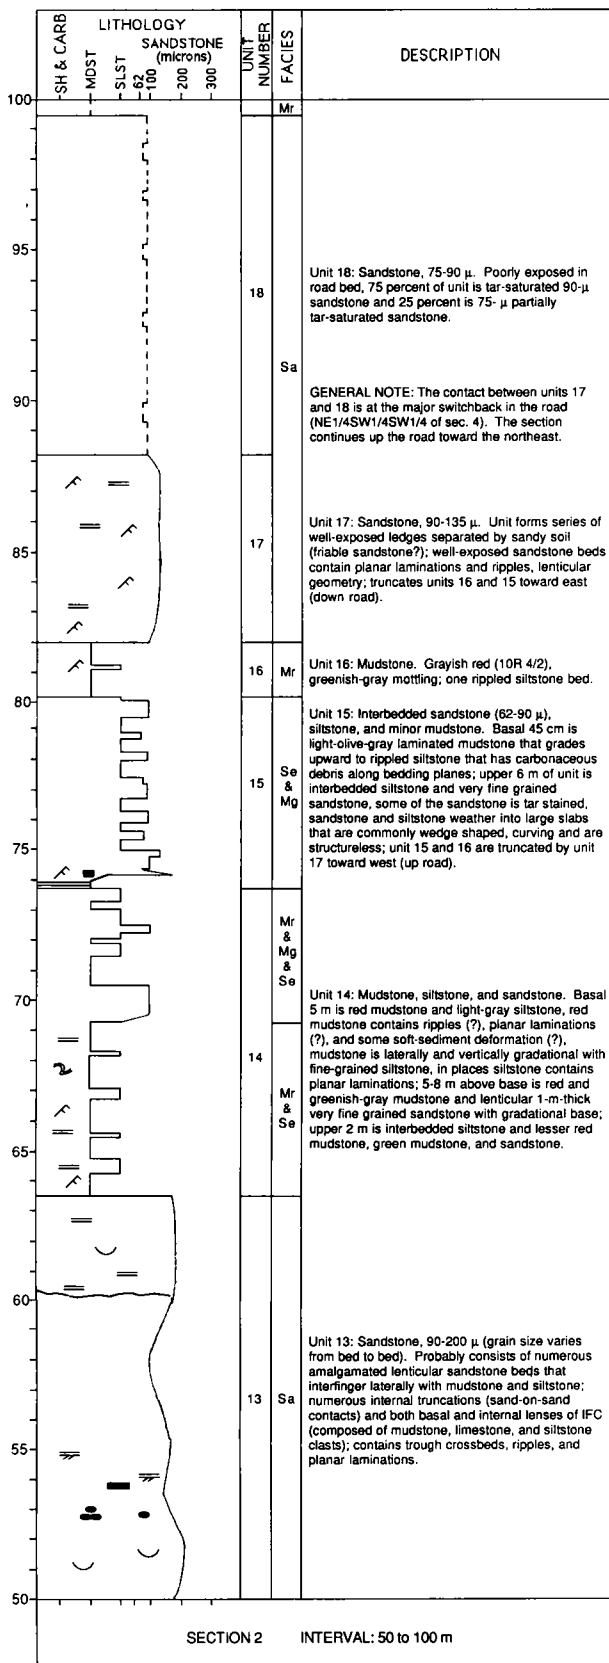 LITHOLOGY
SH & CARB
MDST
SLST
SANDSTONE
(microns)
62
100
200
300
UNIT
NUMBER
FACIES
DESCRIPTION
100
Mr
95
18
Unit 18: Sandstone, 75-90 μ. Poorly exposed in
road bed, 75 percent of unit is tar-saturated 90-μ
sandstone and 25 percent is 75- μ partially
tar-saturated sandstone.
Sa
90
GENERAL NOTE: The contact between units 17
and 18 is at the major switchback in the road
(NE1/4SW1/4SW1/4 of sec. 4). The section
continues up the road toward the northeast.
85
17
Unit 17: Sandstone, 90-135 μ. Unit forms series of
well-exposed ledges separated by sandy soil
(friable sandstone?); well-exposed sandstone beds
contain planar laminations and ripples, lenticular
geometry; truncates units 16 and 15 toward east
(down road).
16
Mr
Unit 16: Mudstone. Grayish red (10R 4/2),
greenish-gray mottling; one rippled siltstone bed.
80
75
15
Se
&
Mg
Unit 15: Interbedded sandstone (62-90 μ),
siltstone, and minor mudstone. Basal 45 cm is
light-olive-gray laminated mudstone that grades
upward to rippled siltstone that has carbonaceous
debris along bedding planes; upper 6 m of unit is
interbedded siltstone and very fine grained
sandstone, some of the sandstone is tar stained,
sandstone and siltstone weather into large slabs
that are commonly wedge shaped, curving and are
structureless; unit 15 and 16 are truncated by unit
17 toward west (up road).
70
65
14
Mr
&
Mg
&
Se
Mr
&
Se
Unit 14: Mudstone, siltstone, and sandstone. Basal
5 m is red mudstone and light-gray siltstone, red
mudstone contains ripples (?), planar laminations
(?), and some soft-sediment deformation (?),
mudstone is laterally and vertically gradational with
fine-grained siltstone, in places siltstone contains
planar laminations; 5-8 m above base is red and
greenish-gray mudstone and lenticular 1-m-thick
very fine grained sandstone with gradational base;
upper 2 m is interbedded siltstone and lesser red
mudstone, green mudstone, and sandstone.
60
55
50
13
Sa
Unit 13: Sandstone, 90-200 μ (grain size varies
from bed to bed). Probably consists of numerous
amalgamated lenticular sandstone beds that
interfinger laterally with mudstone and siltstone;
numerous internal truncations (sand-on-sand
contacts) and both basal and internal lenses of IFC
(composed of mudstone, limestone, and siltstone
clasts); contains trough crossbeds, ripples, and
planar laminations.
SECTION 2 INTERVAL: 50 to 100 m